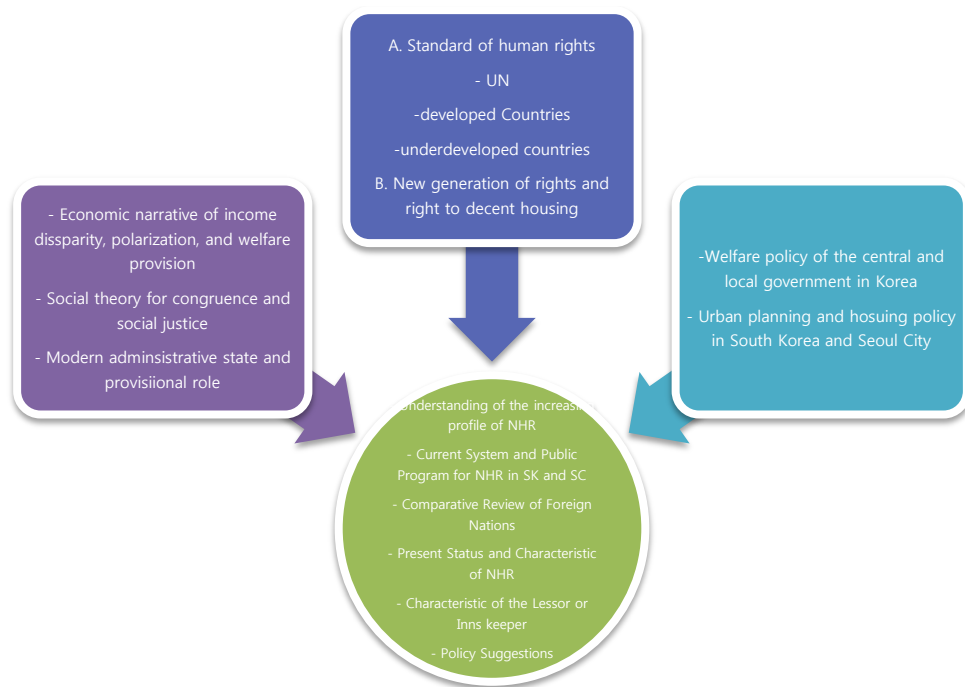 A. Standard of human rights
- UN
-developed Countries
-underdeveloped countries
B. New generation of rights and
right to decent housing
- Economic narrative of income
dissparity, polarization, and welfare
provision
- Social theory for congruence and
social justice
- Modern adminsistrative state and
provisiional role
-Welfare policy of the central and
local government in Korea
- Urban planning and hosuing policy
in South Korea and Seoul City
Understanding of the increasing
profile of NHR
- Current System and Public
Program for NHR in SK and SC
- Comparative Review of Foreign
Nations
- Present Status and Characteristic
of NHR
- Characteristic of the Lessor or
Inns keeper
- Policy Suggestions